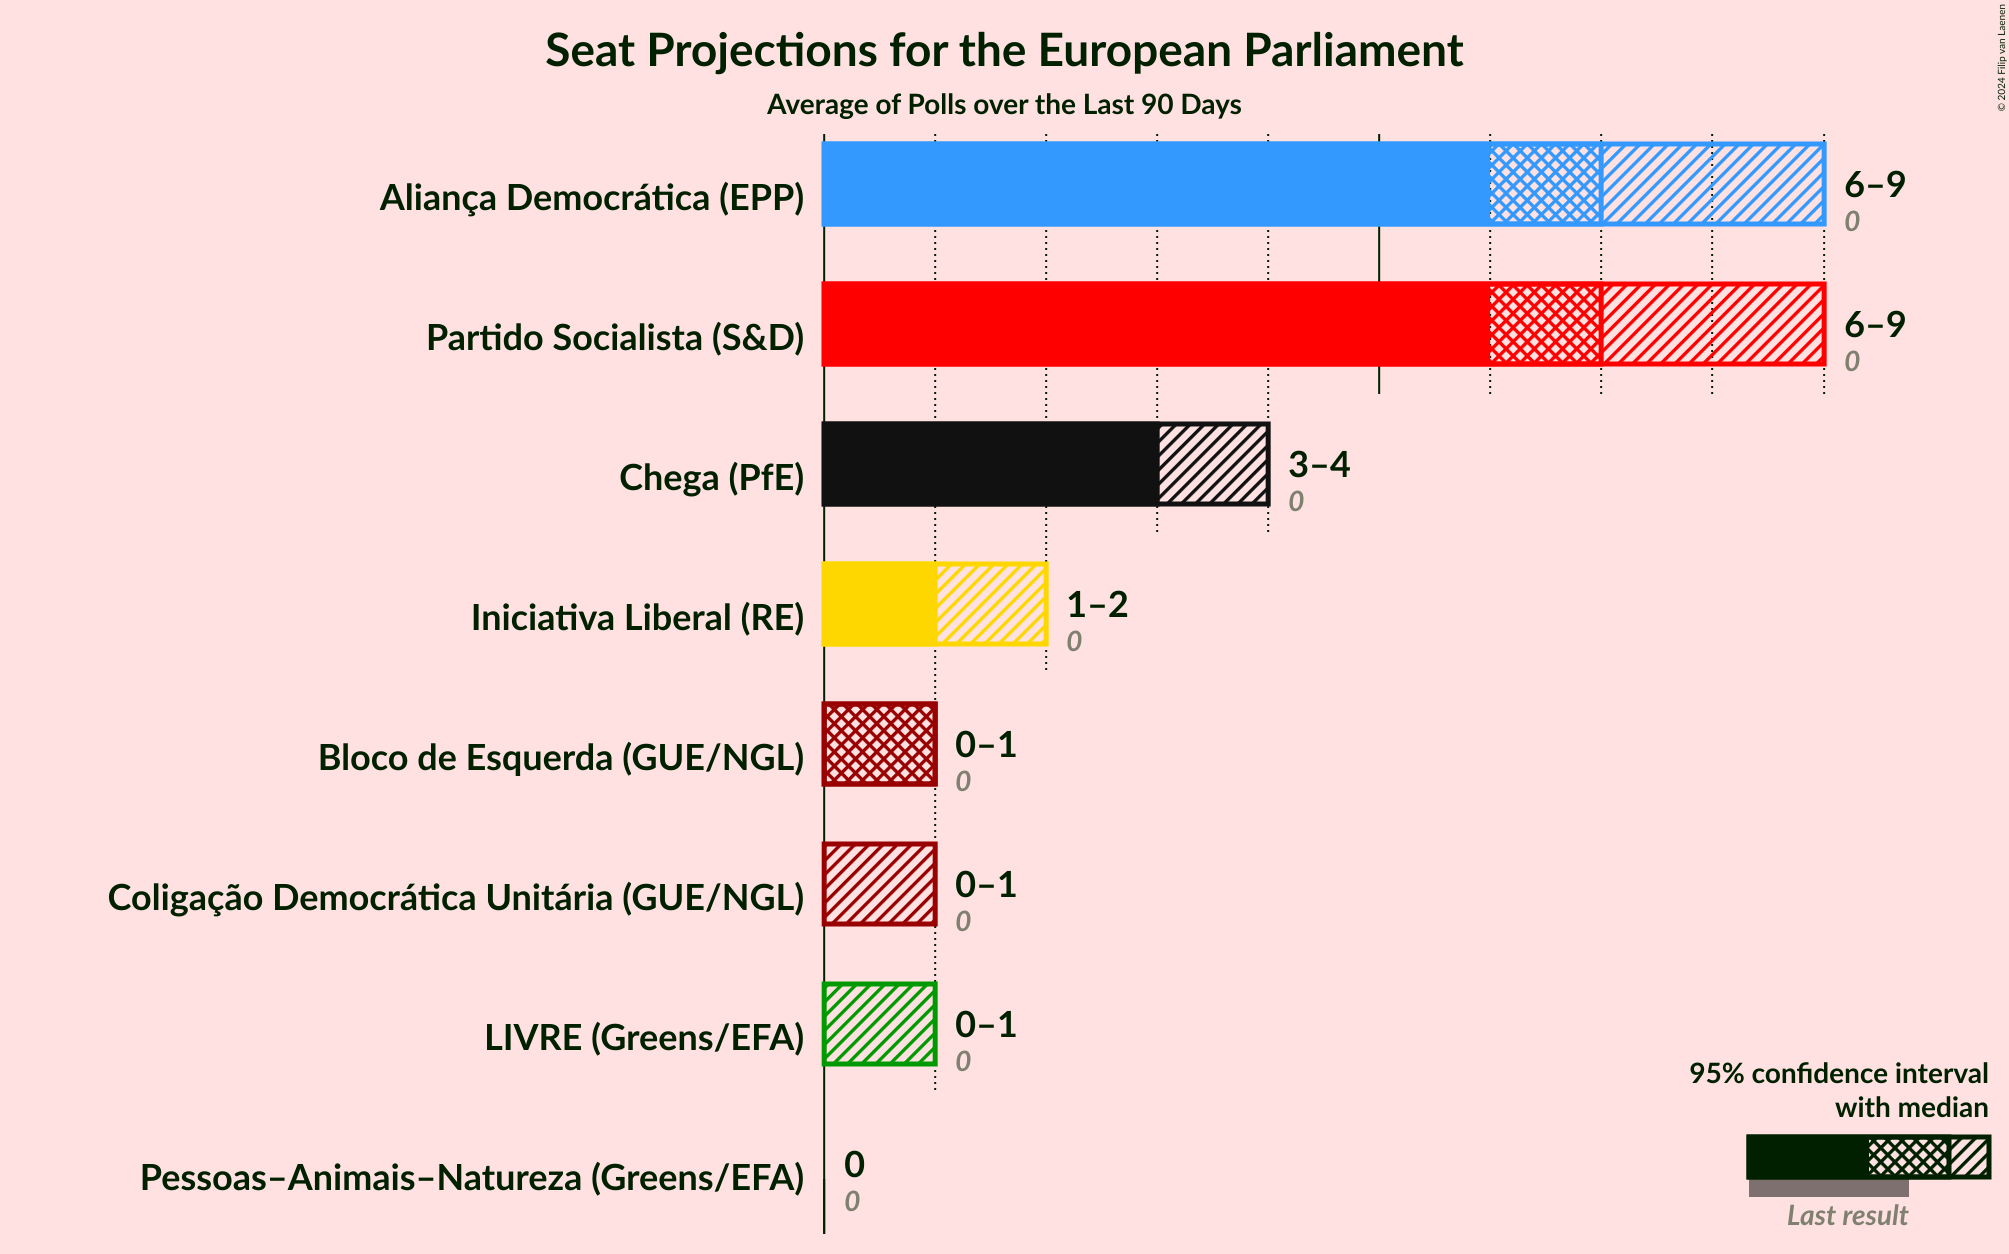 Seat Projections for the European Parliament
Average of Polls over the Last 90 Days
© 2024 Filip van Laenen
Aliança Democrática (EPP)
6–9
0
Partido Socialista (S&D)
6–9
0
Chega (PfE)
3–4
0
Iniciativa Liberal (RE)
1–2
0
Bloco de Esquerda (GUE/NGL)
0–1
0
Coligação Democrática Unitária (GUE/NGL)
0–1
0
LIVRE (Greens/EFA)
0–1
0
Pessoas–Animais–Natureza (Greens/EFA)
0
0
95% confidence interval
with median
Last result